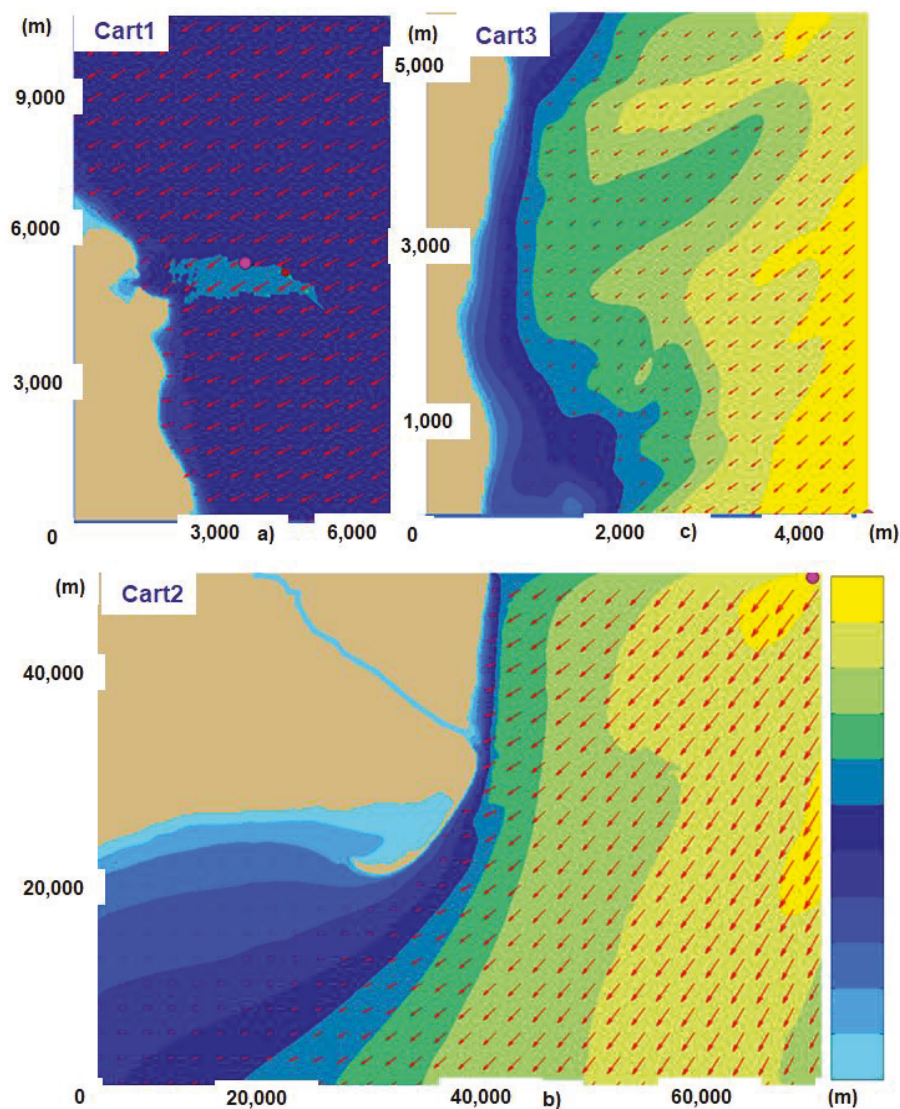 (m) Cart1
9,000
6,000
3,000
0 3,000 a) 6,000
(m) Cart3
5,000
3,000
1,000
0 2,000 c) 4,000 (m)
(m) Cart2
40,000
20,000
0 20,000 40,000 b) 60,000 (m)